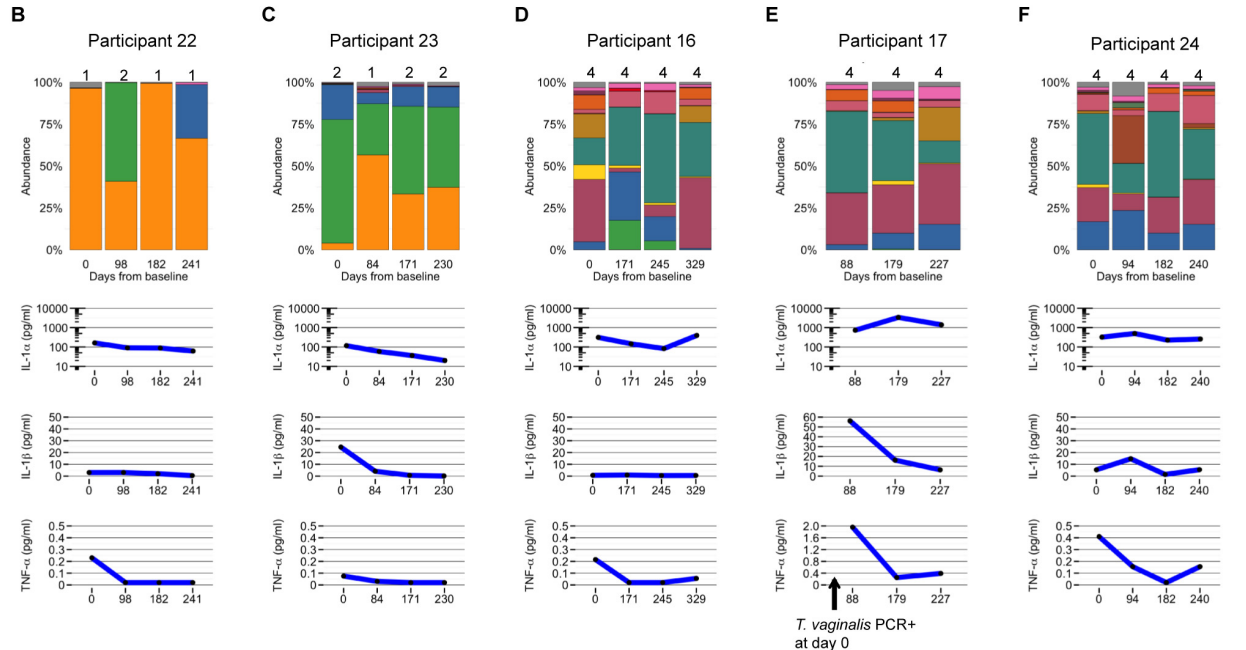 B
Participant 22
1 2 1 1
Abundance
100%
75%
50%
25%
0%
0 98 182 241
Days from baseline
IL-1α (pg/ml)
10000
1000
100
10
0 98 182 241
IL-1β (pg/ml)
50
40
30
20
10
0
0 98 182 241
TNF-α (pg/ml)
0.5
0.4
0.3
0.2
0.1
0
0 98 182 241
C
Participant 23
2 1 2 2
Abundance
100%
75%
50%
25%
0%
0 84 171 230
Days from baseline
IL-1α (pg/ml)
10000
1000
100
10
0 84 171 230
IL-1β (pg/ml)
50
40
30
20
10
0
0 84 171 230
TNF-α (pg/ml)
0.5
0.4
0.3
0.2
0.1
0
0 84 171 230
D
Participant 16
4 4 4 4
Abundance
100%
75%
50%
25%
0%
0 171 245 329
Days from baseline
IL-1α (pg/ml)
10000
1000
100
10
0 171 245 329
IL-1β (pg/ml)
50
40
30
20
10
0
0 171 245 329
TNF-α (pg/ml)
0.5
0.4
0.3
0.2
0.1
0
0 171 245 329
E
Participant 17
4 4 4
Abundance
100%
75%
50%
25%
0%
88 179 227
Days from baseline
IL-1α (pg/ml)
10000
1000
100
10
88 179 227
IL-1β (pg/ml)
60
50
40
30
20
10
0
88 179 227
TNF-α (pg/ml)
2.0
1.6
1.2
0.8
0.4
0
88 179 227
T. vaginalis PCR+
at day 0
F
Participant 24
4 4 4 4
Abundance
100%
75%
50%
25%
0%
0 94 182 240
Days from baseline
IL-1α (pg/ml)
10000
1000
100
10
0 94 182 240
IL-1β (pg/ml)
50
40
30
20
10
0
0 94 182 240
TNF-α (pg/ml)
0.5
0.4
0.3
0.2
0.1
0
0 94 182 240